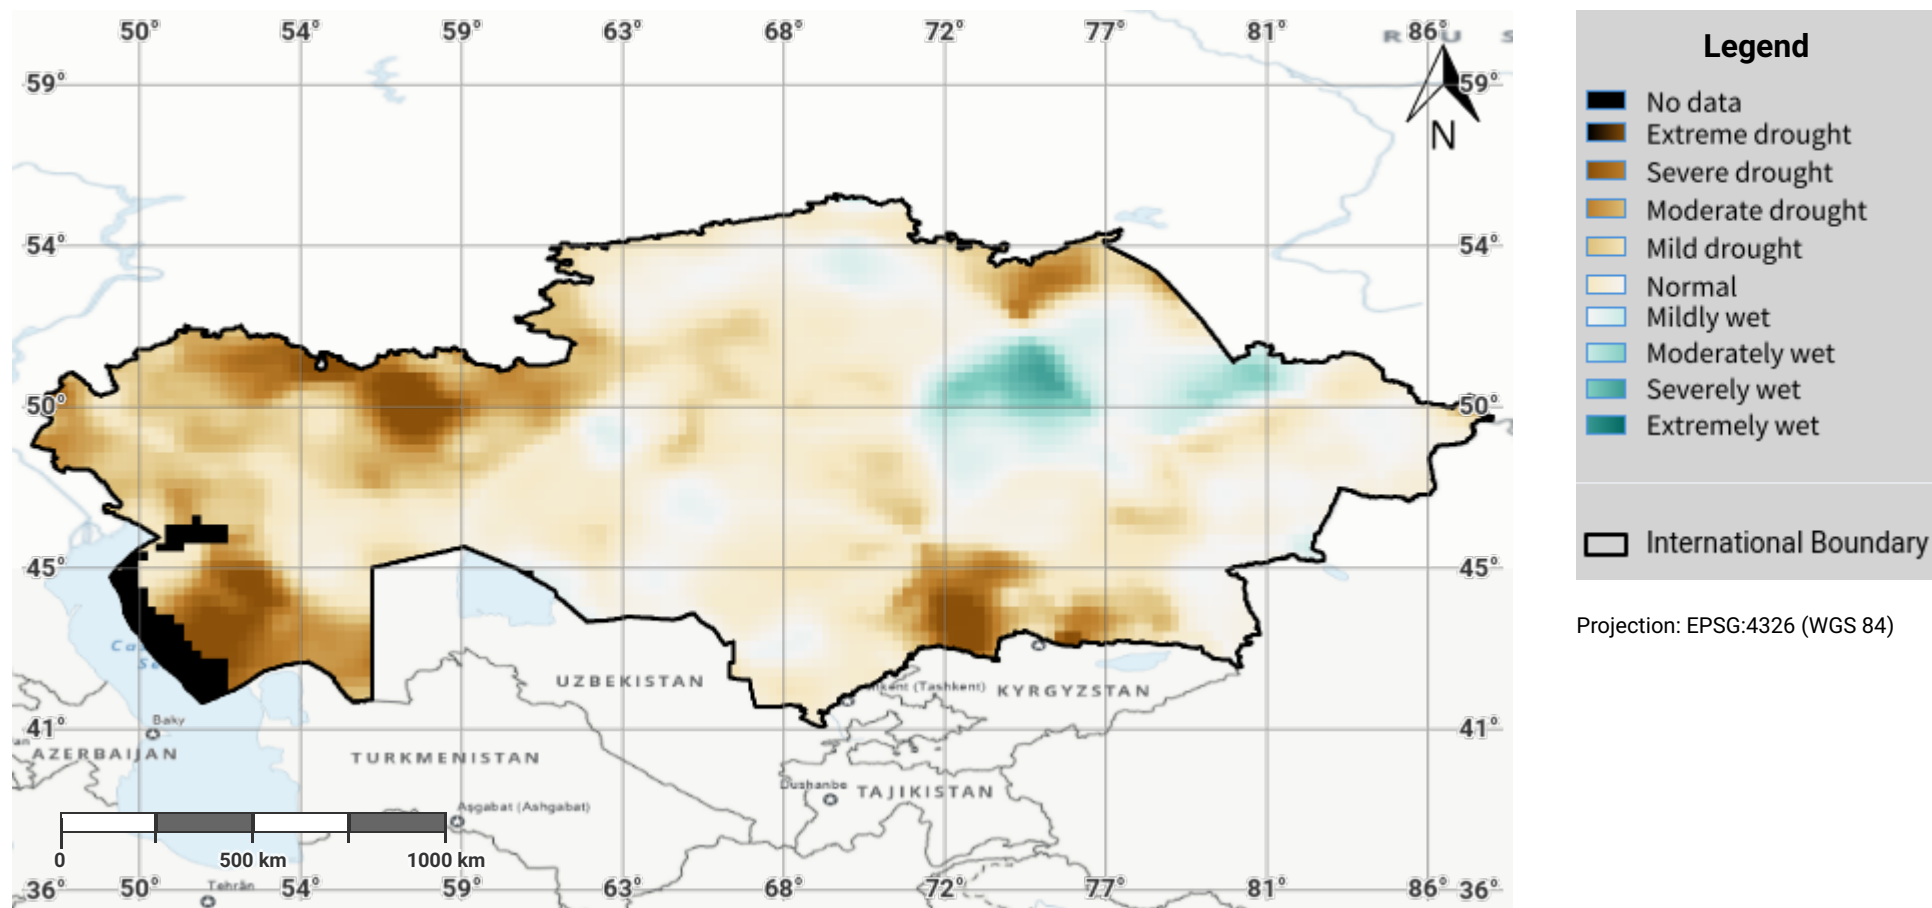 50° 54° 59° 63° 68° 72° 77° 81° 86°
R U S
59° 59°
N
54° 54°
50° 50°
45° 45°
UZBEKISTAN
(Tashkent) KYRGYZSTAN
Baky
41° 41°
AZERBAIJAN
TURKMENISTAN
Dushanbe
TAJIKISTAN
Aşgabat (Ashgabat)
0 500 km 1000 km
Tehrān
36° 50° 54° 59° 63° 68° 72° 77° 81° 86° 36°
Legend
No data
Extreme drought
Severe drought
Moderate drought
Mild drought
Normal
Mildly wet
Moderately wet
Severely wet
Extremely wet
International Boundary
Projection: EPSG:4326 (WGS 84)